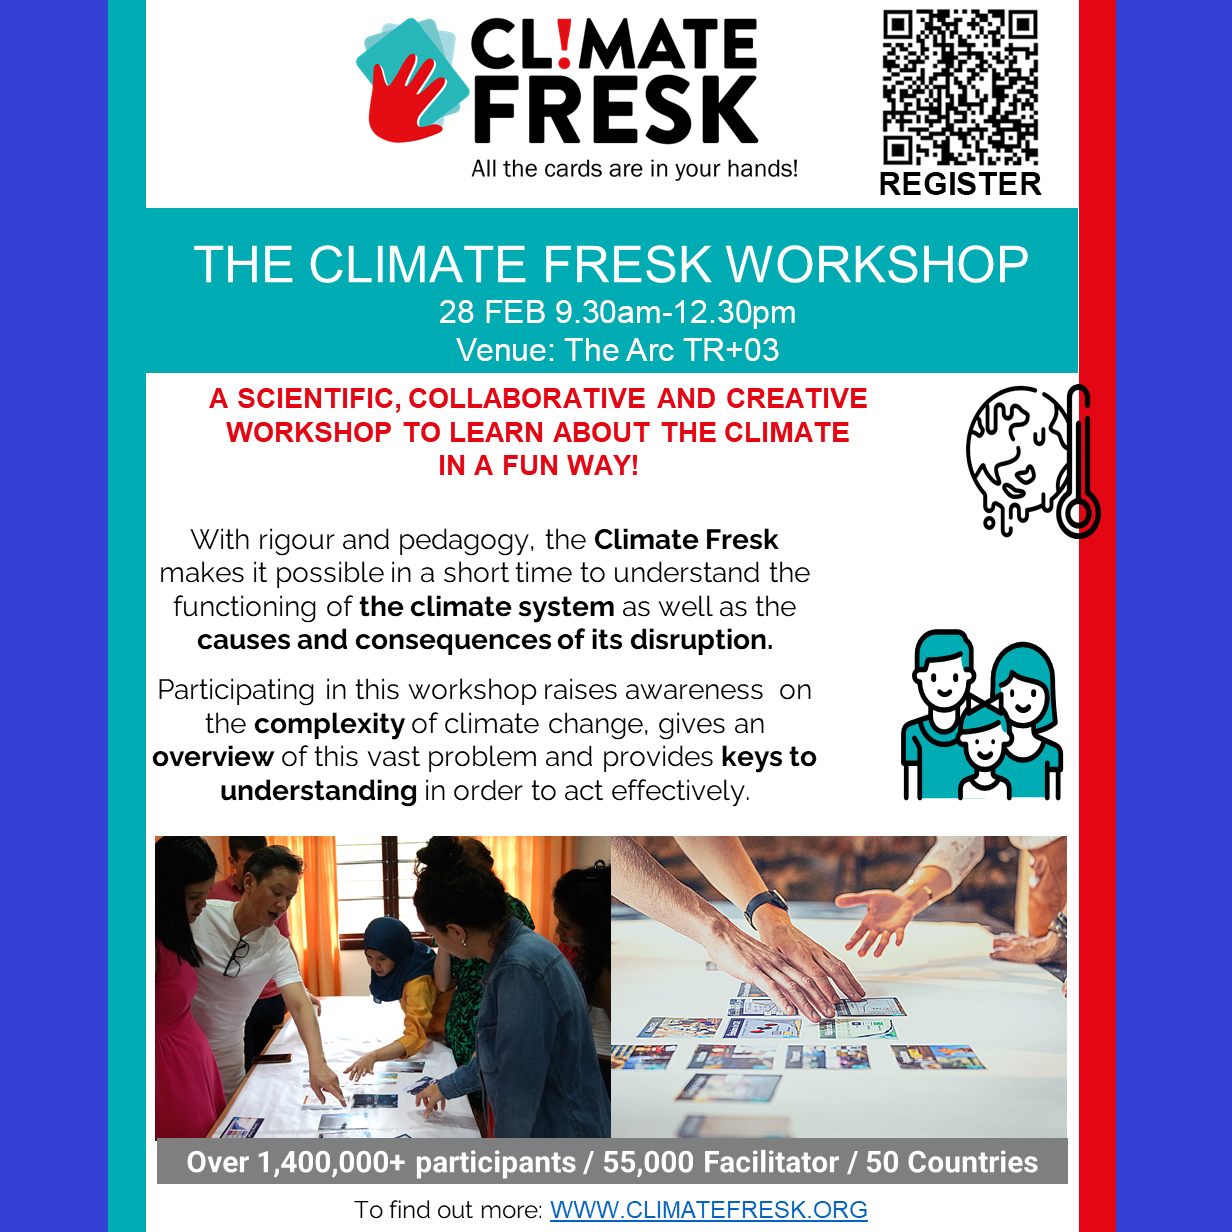 CL!MATE
FRESK
All the cards are in your hands!
REGISTER
THE CLIMATE FRESK WORKSHOP
28 FEB 9.30am-12.30pm
Venue: The Arc TR+03
A SCIENTIFIC, COLLABORATIVE AND CREATIVE
WORKSHOP TO LEARN ABOUT THE CLIMATE
IN A FUN WAY!
With rigour and pedagogy, the Climate Fresk
makes it possible in a short time to understand the
functioning of the climate system as well as the
causes and consequences of its disruption.
Participating in this workshop raises awareness on
the complexity of climate change, gives an
overview of this vast problem and provides keys to
understanding in order to act effectively.
Over 1,400,000+ participants / 55,000 Facilitator / 50 Countries
To find out more: WWW.CLIMATEFRESK.ORG